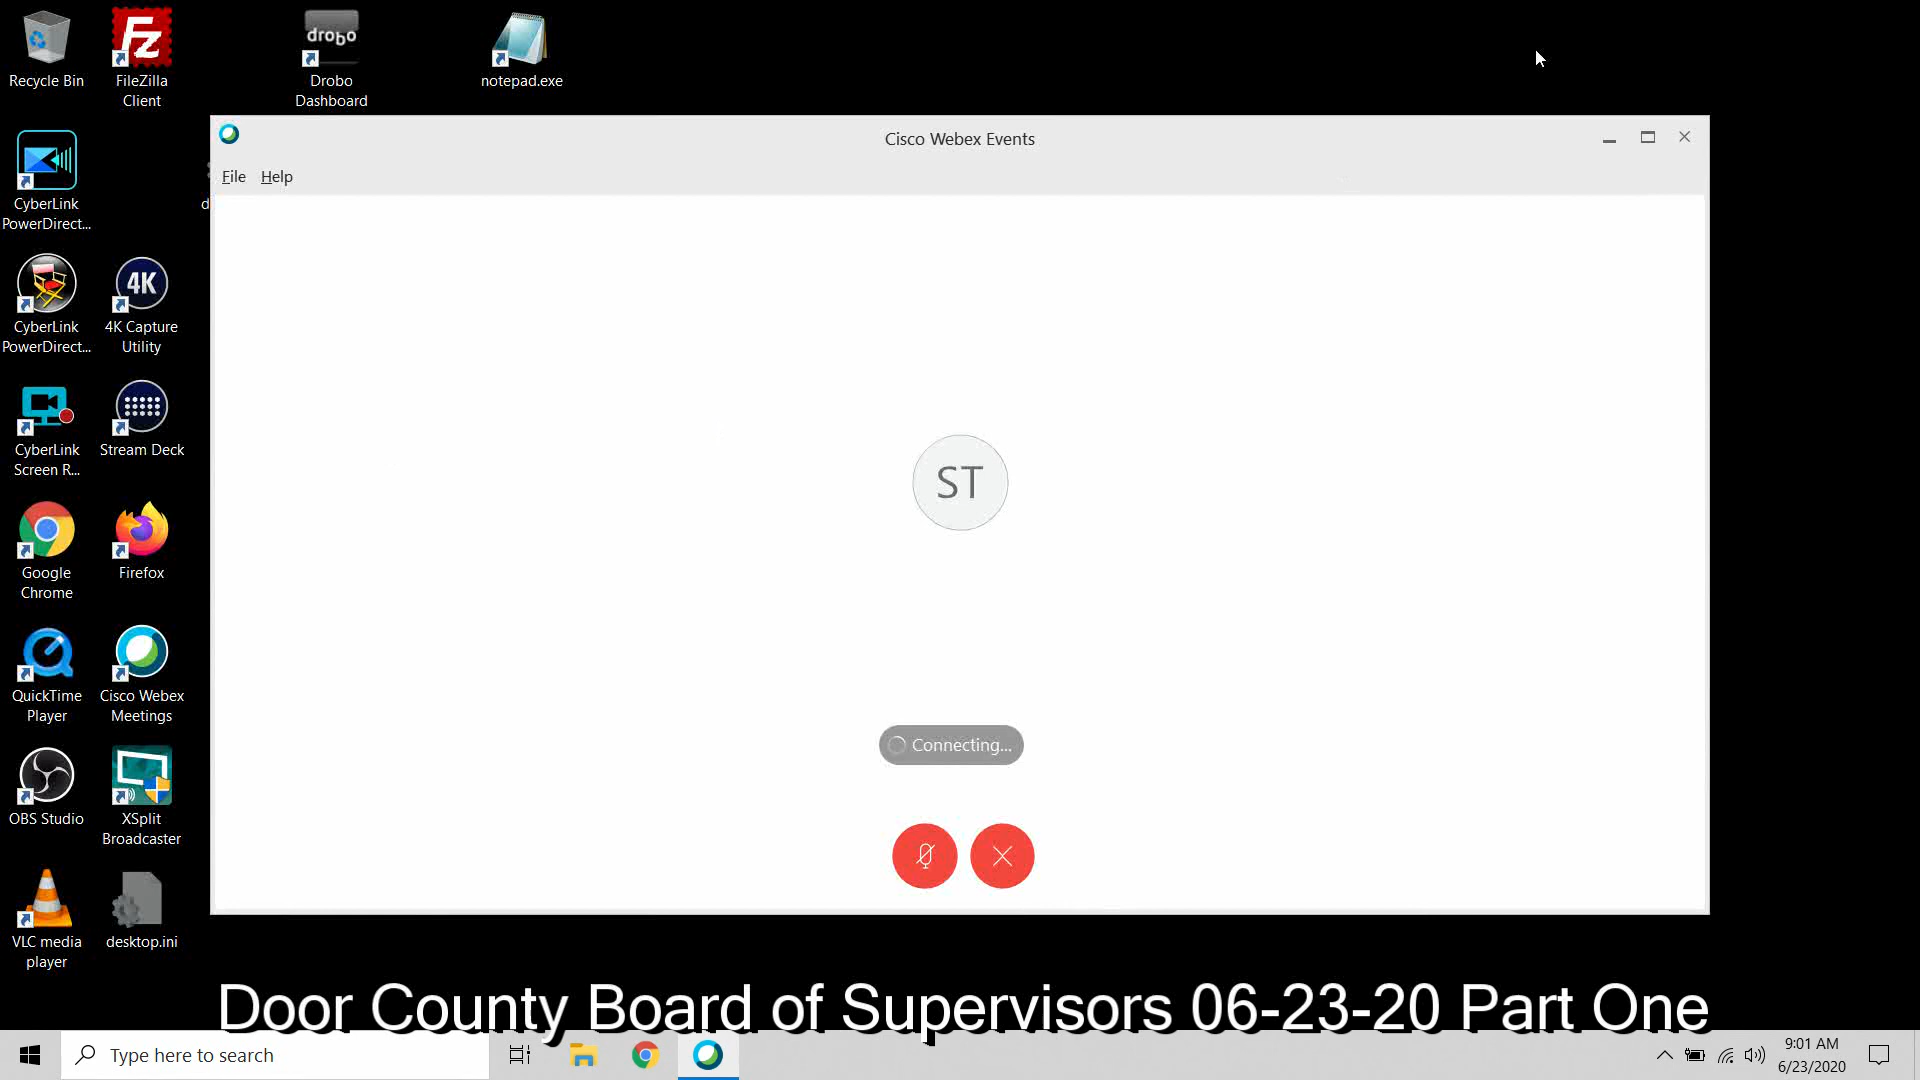 Recycle Bin
FileZilla
Client
drobo
Drobo
Dashboard
notepad.exe
Cisco Webex Events
File Help
CyberLink
PowerDirect...
d
CyberLink
PowerDirect...
4K
4K Capture
Utility
CyberLink
Screen R...
Stream Deck
ST
Google
Chrome
Firefox
QuickTime
Player
Cisco Webex
Meetings
Connecting...
OBS Studio
XSplit
Broadcaster
VLC media
player
desktop.ini
Door County Board of Supervisors 06-23-20 Part One
Type here to search
9:01 AM
6/23/2020